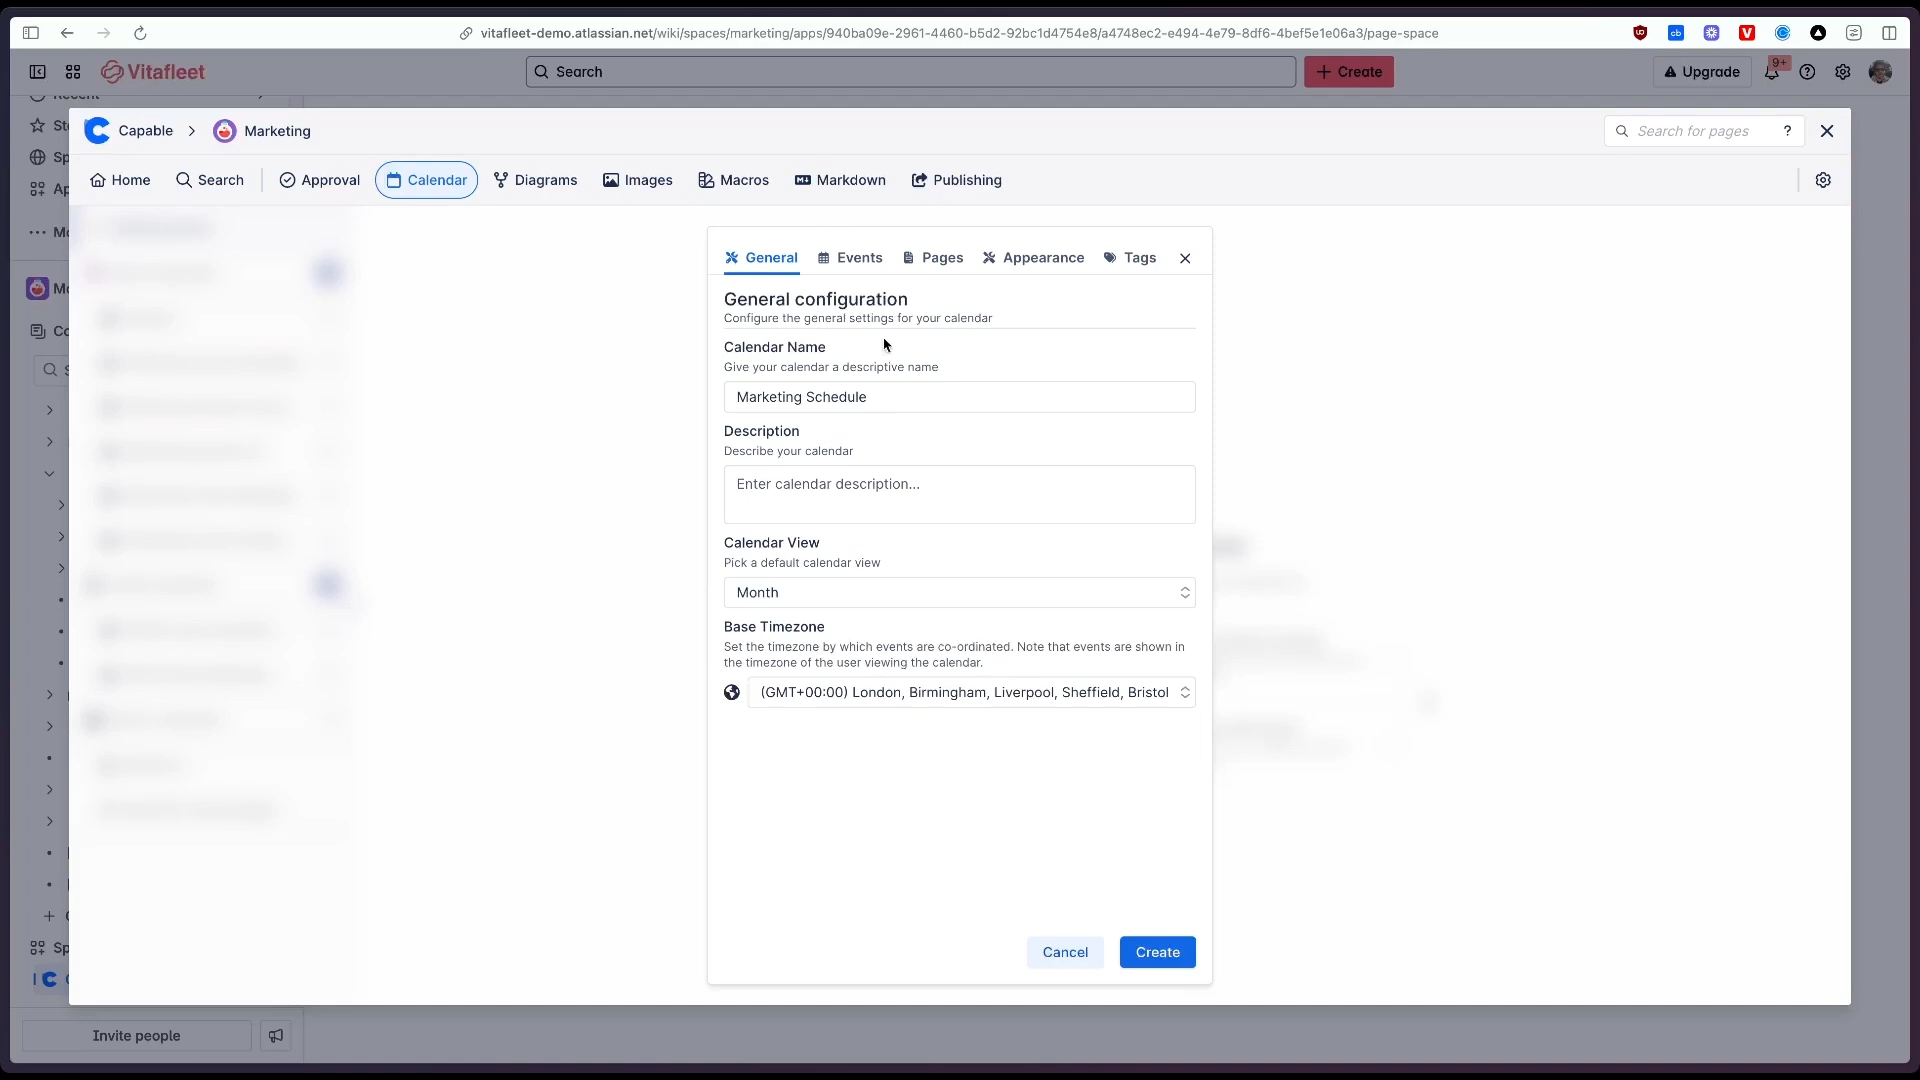 vitafleet-demo.atlassian.net/wiki/spaces/marketing/apps/940ba09e-2961-4460-b5d2-92bc1d4754e8/a4748ec2-e494-4e79-8df6-4bef5e1e06a3/page-space
Vitafleet
Search
Create
Upgrade
9+
Recent
Capable
Marketing
Search for pages
?
Home
Search
Approval
Calendar
Diagrams
Images
Macros
Markdown
Publishing
General
Events
Pages
Appearance
Tags
General configuration
Configure the general settings for your calendar
Calendar Name
Give your calendar a descriptive name
Marketing Schedule
Description
Describe your calendar
Enter calendar description...
Calendar View
Pick a default calendar view
Month
Base Timezone
Set the timezone by which events are co-ordinated. Note that events are shown in
the timezone of the user viewing the calendar.
(GMT+00:00) London, Birmingham, Liverpool, Sheffield, Bristol
Cancel
Create
Invite people